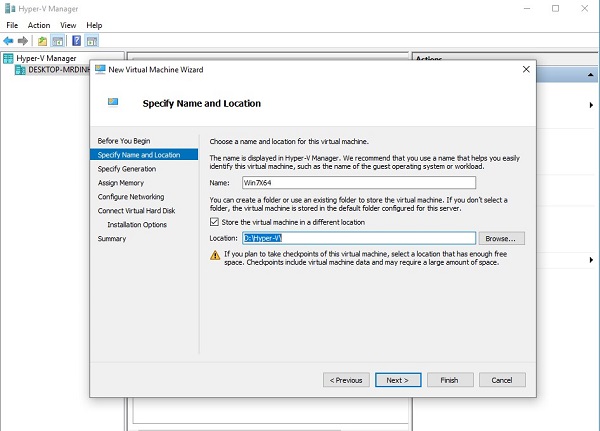 Hyper-V Manager
File Action View Help
Hyper-V Manager
DESKTOP-MRDINH
Actions
New Virtual Machine Wizard
Specify Name and Location
Before You Begin
Specify Name and Location
Specify Generation
Assign Memory
Configure Networking
Connect Virtual Hard Disk
Installation Options
Summary
Choose a name and location for this virtual machine.
The name is displayed in Hyper-V Manager. We recommend that you use a name that helps you easily
identify this virtual machine, such as the name of the guest operating system or workload.
Name: Win7X64
You can create a folder or use an existing folder to store the virtual machine. If you don't select a
folder, the virtual machine is stored in the default folder configured for this server.
Store the virtual machine in a different location
Location: D:\Hyper-V\ Browse...
If you plan to take checkpoints of this virtual machine, select a location that has enough free
space. Checkpoints include virtual machine data and may require a large amount of space.
< Previous Next > Finish Cancel